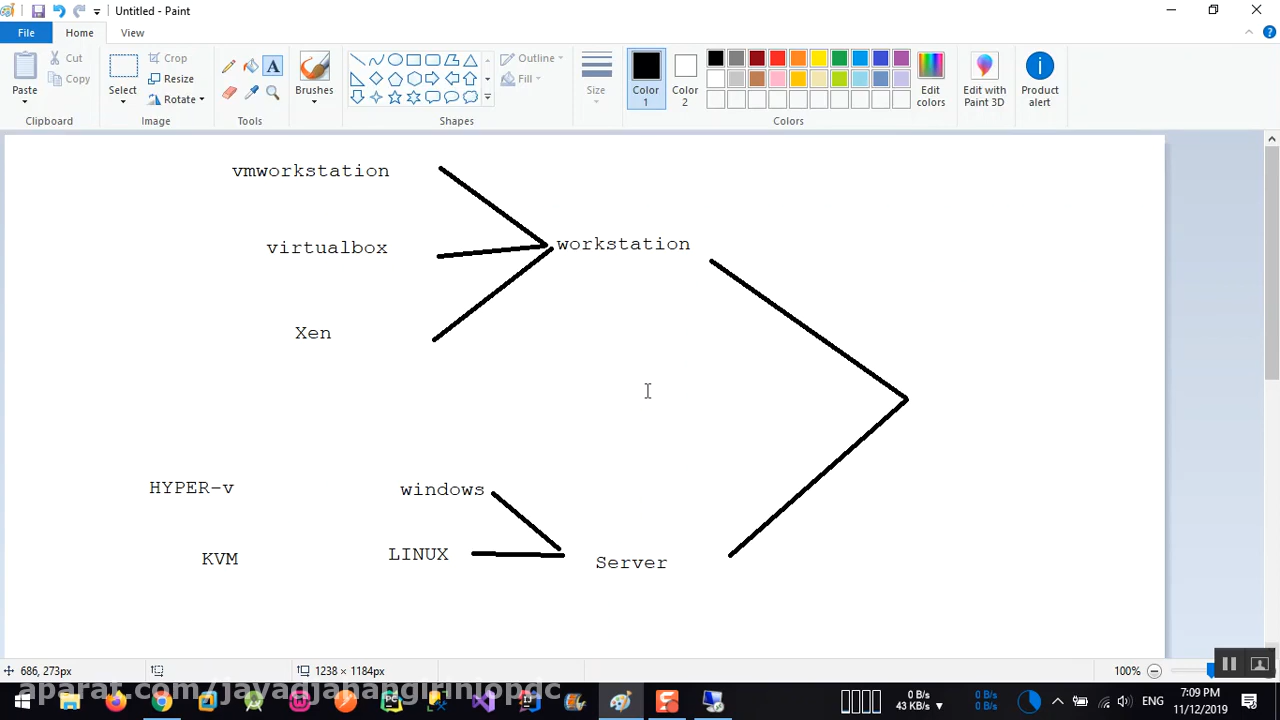 Untitled - Paint
File Home View
Paste
Cut
Copy
Clipboard
Select
Crop
Resize
Rotate
Image
A
Tools
Brushes
Outline
Fill
Shapes
Size
Color 1
Color 2
Edit colors
Colors
Edit with Paint 3D
Product alert
vmworkstation
virtualbox
workstation
Xen
HYPER-v
windows
KVM
LINUX
Server
686, 273px
1238 × 1184px
100%
aparat.com/javadjahangiriniopdc
0 B/s
43 KB/s
0 B/s
0 B/s
ENG
7:09 PM
11/12/2019